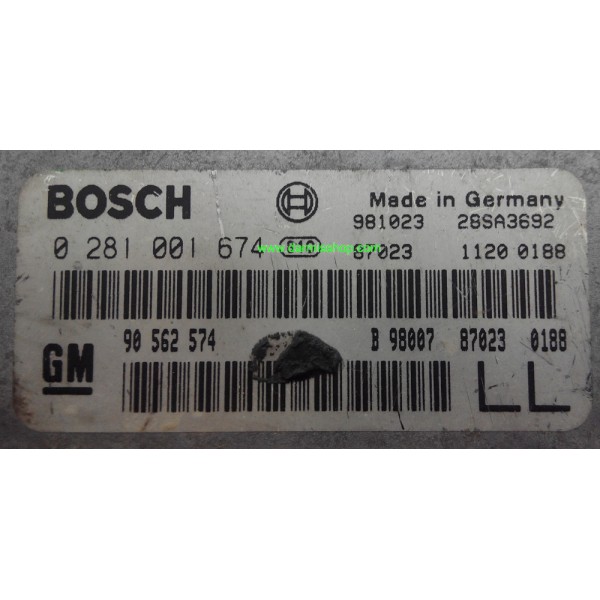 BOSCH
Made in Germany
981023 28SA3692
0 281 001 674 87023 1120 0188
GM
90 562 574 B 98007 87023 0188
LL